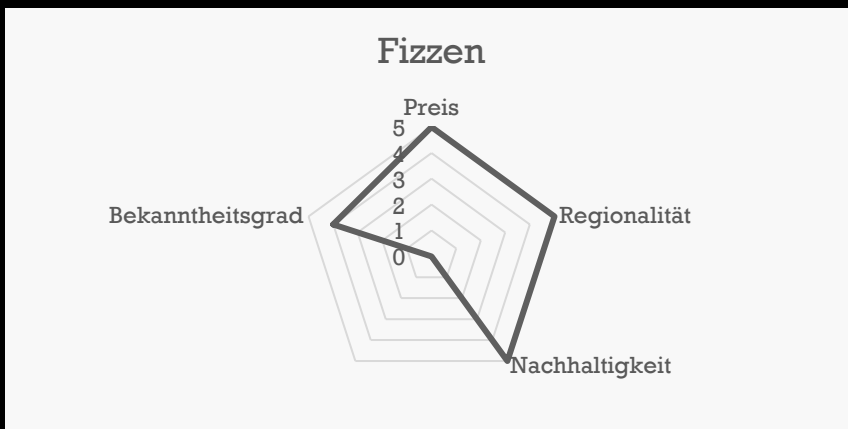 Fizzen
Preis
5
4
3
2
1
0
Bekanntheitsgrad
Regionalität
Nachhaltigkeit